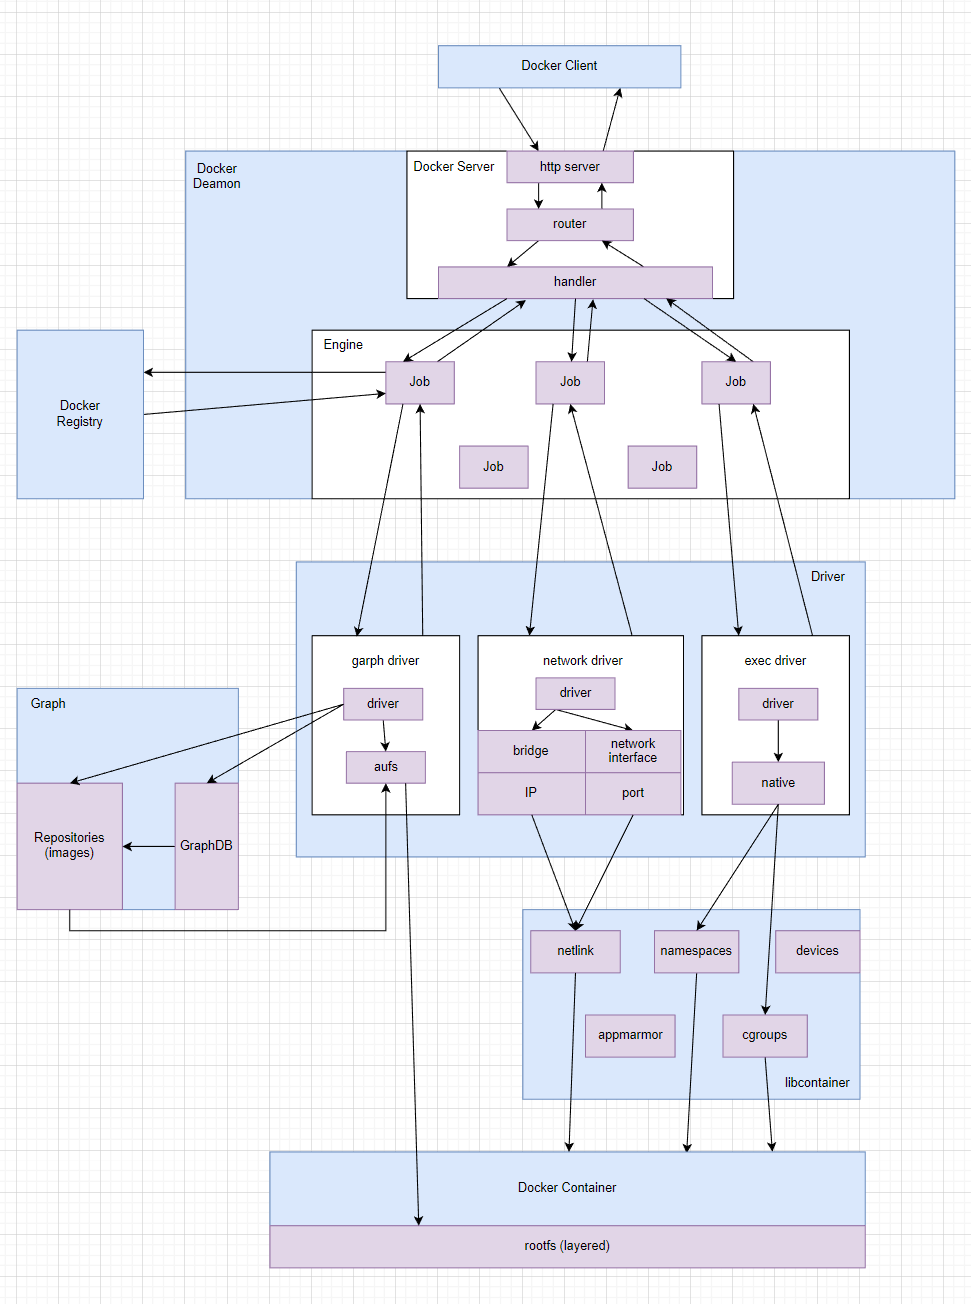 Docker Client
Docker
Deamon
Docker Server
http server
router
handler
Engine
Job
Job
Job
Docker
Registry
Job
Job
Driver
garph driver
network driver
exec driver
driver
driver
driver
Graph
aufs
bridge
network
interface
native
IP
port
Repositories
(images)
GraphDB
netlink
namespaces
devices
appmarmor
cgroups
libcontainer
Docker Container
rootfs (layered)